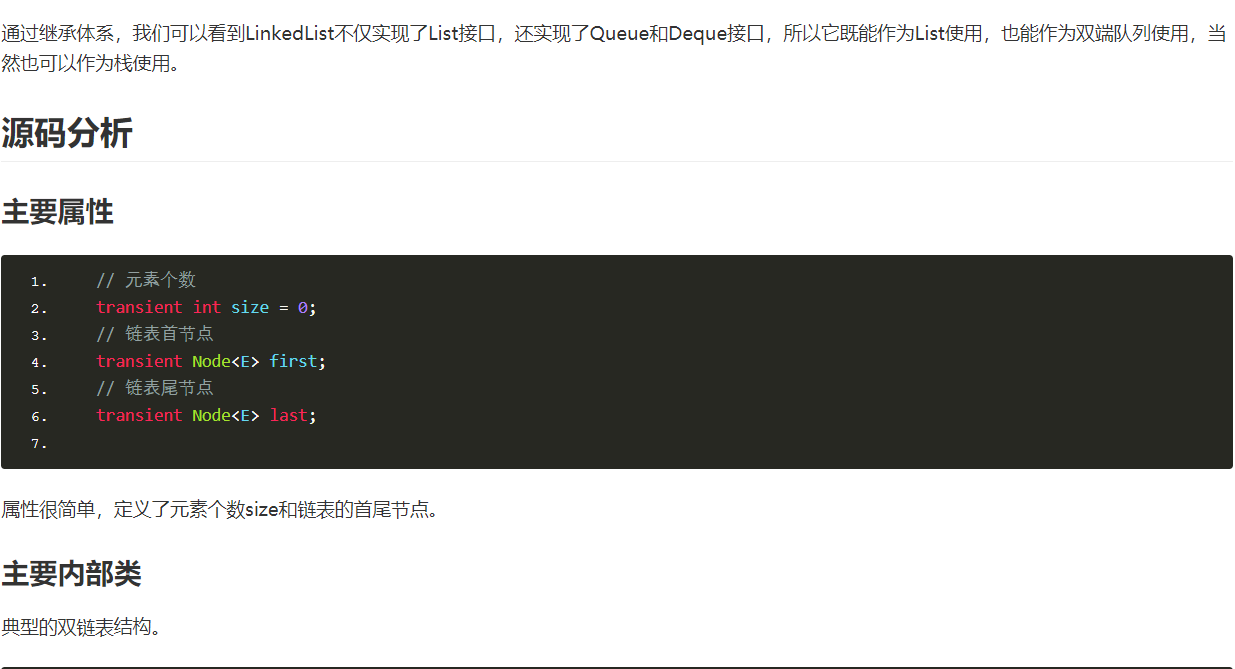 通过继承体系，我们可以看到LinkedList不仅实现了List接口，还实现了Queue和Deque接口，所以它既能作为List使用，也能作为双端队列使用，当
然也可以作为栈使用。
源码分析
主要属性
1. // 元素个数
2. transient int size = 0;
3. // 链表首节点
4. transient Node<E> first;
5. // 链表尾节点
6. transient Node<E> last;
7.
属性很简单，定义了元素个数size和链表的首尾节点。
主要内部类
典型的双链表结构。